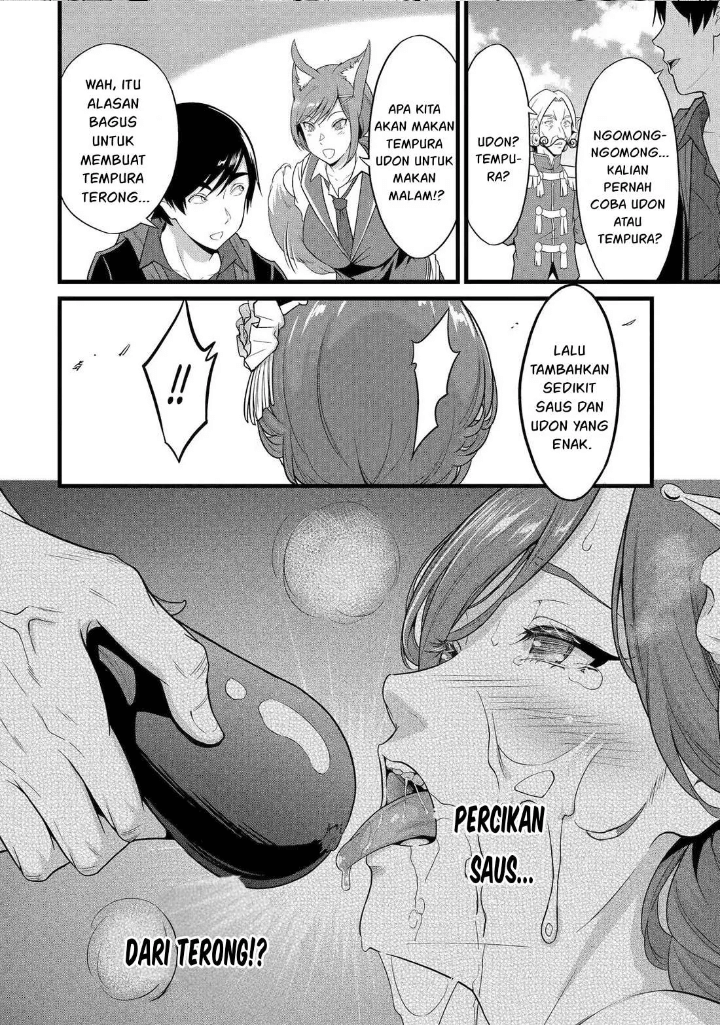 NGOMONG-
NGOMONG...
KALIAN
PERNAH
COBA UDON
ATAU
TEMPURA?
UDON?
TEMPU-
RA?
APA KITA
AKAN MAKAN
TEMPURA
UDON UNTUK
MAKAN
MALAM!?
WAH, ITU
ALASAN
BAGUS
UNTUK
MEMBUAT
TEMPURA
TERONG...
LALU
TAMBAHKAN
SEDIKIT
SAUS DAN
UDON YANG
ENAK.
!!
PERCIKAN
SAUS...
DARI TERONG!?